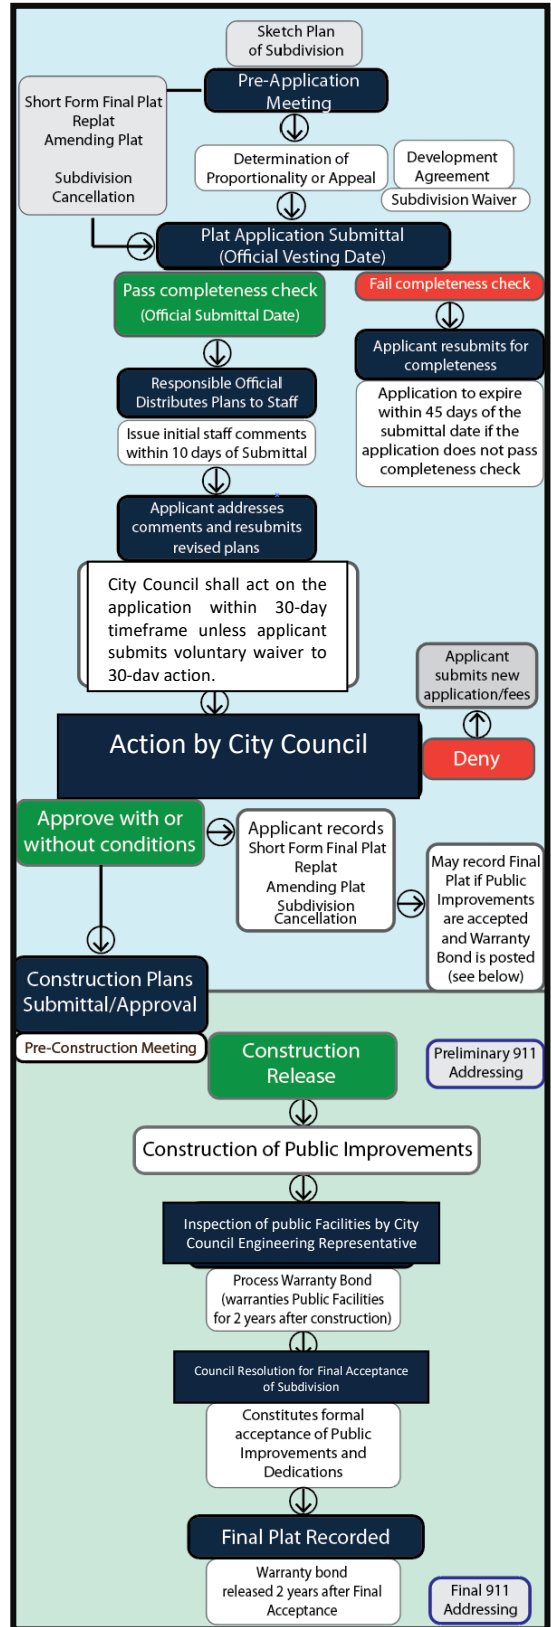 Sketch Plan
of Subdivision
Pre-Application
Meeting
Short Form Final Plat
Replat
Amending Plat
Subdivision
Cancellation
Determination of
Proportionality or Appeal
Development
Agreement
Subdivision Waiver
Plat Application Submittal
(Official Vesting Date)
Pass completeness check
(Official Submittal Date)
Fail completeness check
Applicant resubmits for
completeness
Application to expire
within 45 days of the
submittal date if the
application does not pass
completeness check
Responsible Official
Distributes Plans to Staff
Issue initial staff comments
within 10 days of Submittal
Applicant addresses
comments and resubmits
revised plans
City Council shall act on the
application within 30-day
timeframe unless applicant
submits voluntary waiver to
30-day action.
Applicant
submits new
application/fees
Action by City Council
Deny
Approve with or
without conditions
Applicant records
Short Form Final Plat
Replat
Amending Plat
Subdivision
Cancellation
May record Final
Plat if Public
Improvements
are accepted
and Warranty
Bond is posted
(see below)
Construction Plans
Submittal/Approval
Pre-Construction Meeting
Construction
Release
Preliminary 911
Addressing
Construction of Public Improvements
Inspection of public Facilities by City
Council Engineering Representative
Process Warranty Bond
(warranties Public Facilities
for 2 years after construction)
Council Resolution for Final Acceptance
of Subdivision
Constitutes formal
acceptance of Public
Improvements and
Dedications
Final Plat Recorded
Warranty bond
released 2 years after Final
Acceptance
Final 911
Addressing